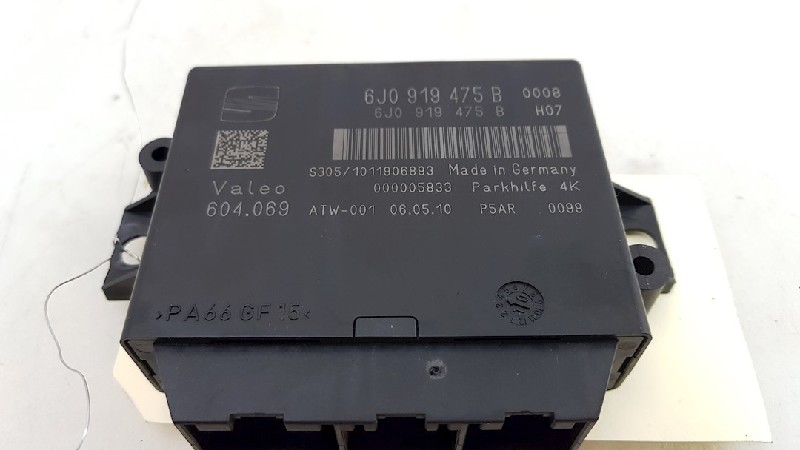 6J0 919 475 B 0008
6J0 919 475 B H07
S305/1011906883 Made in Germany
Valeo 000005833 Parkhilfe 4K
604.069 ATW-001 06.05.10 P5AR 0098
>PA66 GF15<